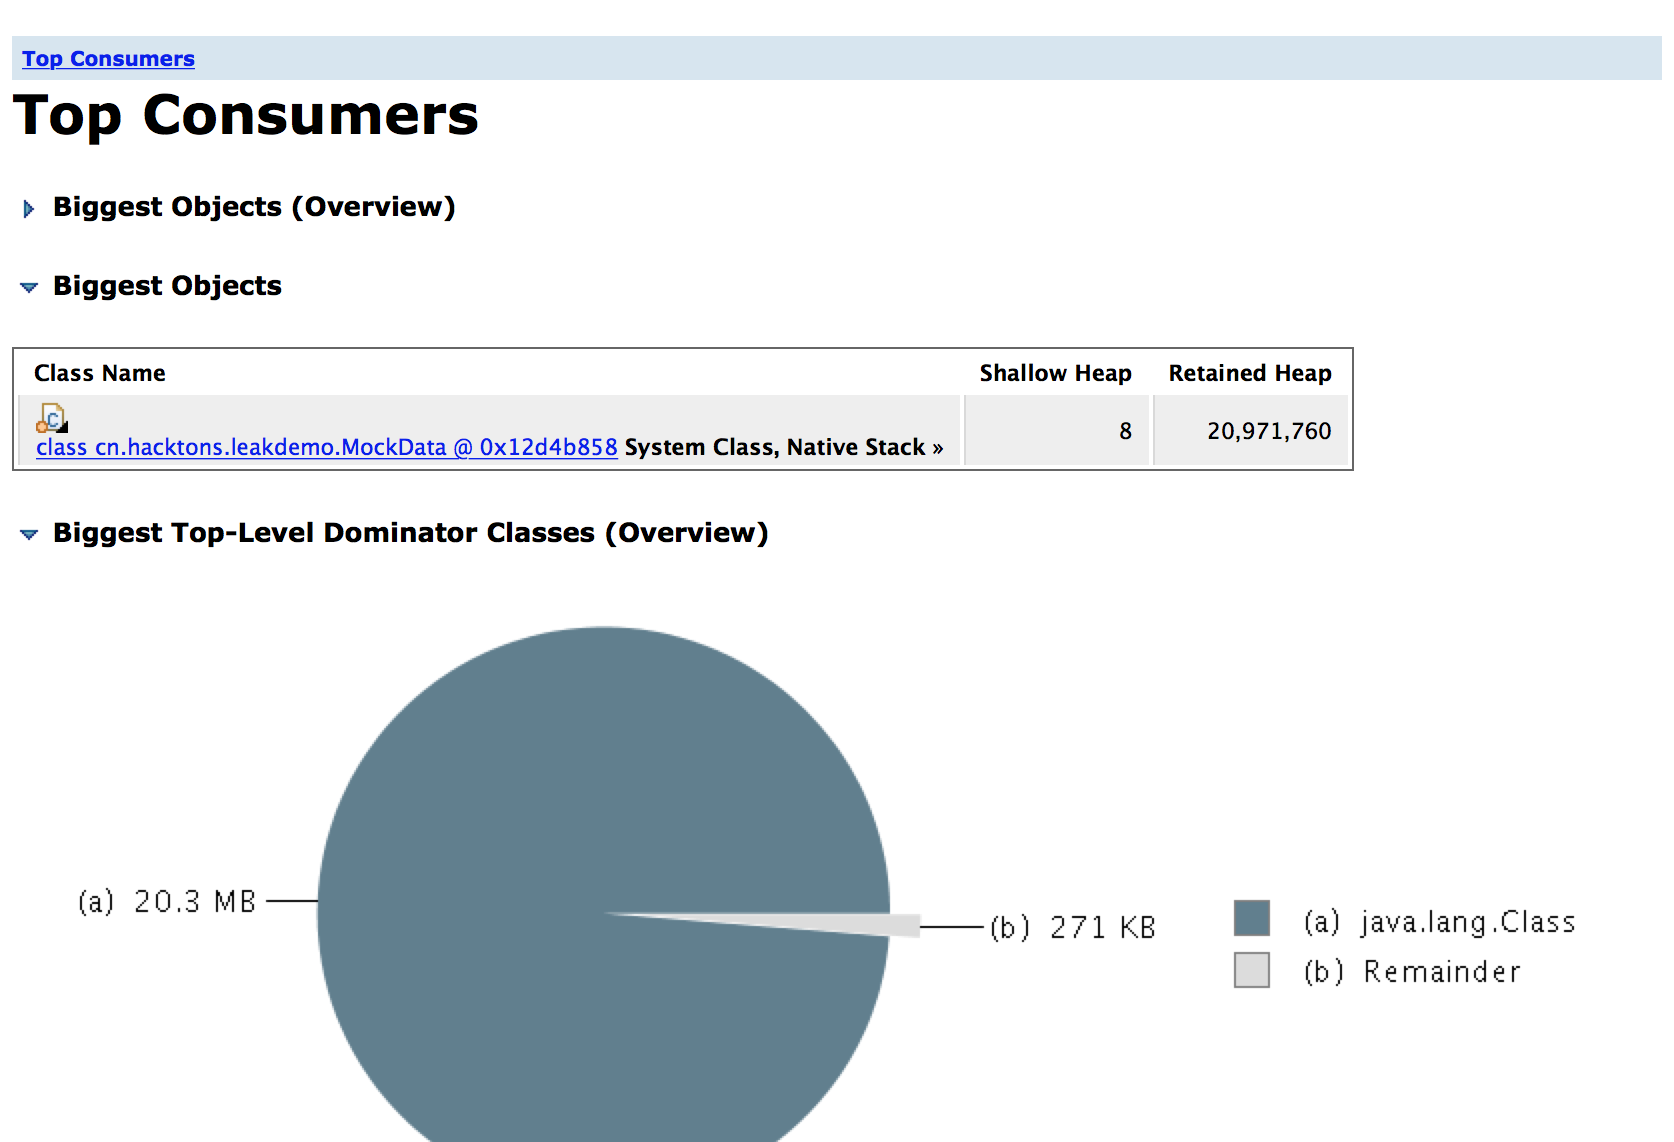 Top Consumers
Top Consumers
Biggest Objects (Overview)
Biggest Objects
Class Name Shallow Heap Retained Heap
class cn.hacktons.leakdemo.MockData @ 0x12d4b858 System Class, Native Stack » 8 20,971,760
Biggest Top-Level Dominator Classes (Overview)
(a) 20.3 MB
(b) 271 KB
(a) java.lang.Class
(b) Remainder